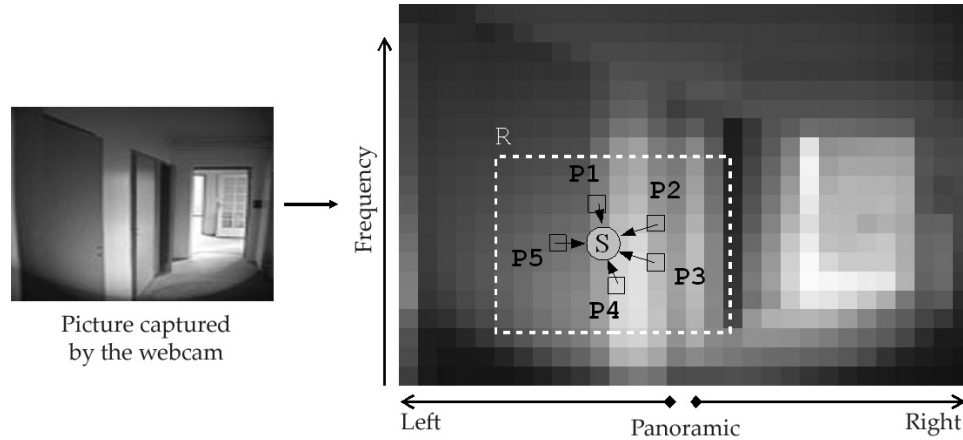 Picture captured
by the webcam
Frequency
R
P1
P2
S
P5
P3
P4
Left
Panoramic
Right